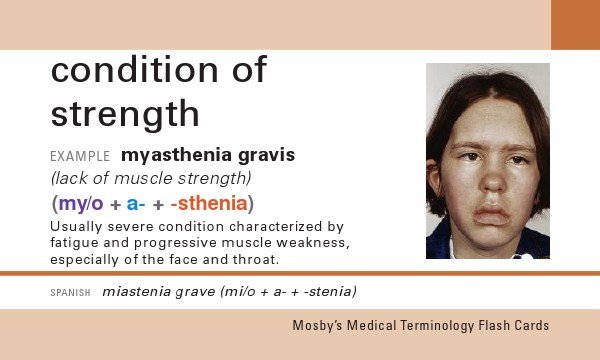 condition of
strength
EXAMPLE myasthenia gravis
(lack of muscle strength)
(my/o + a- + -sthenia)
Usually severe condition characterized by
fatigue and progressive muscle weakness,
especially of the face and throat.
SPANISH miastenia grave (mi/o + a- + -stenia)
Mosby's Medical Terminology Flash Cards